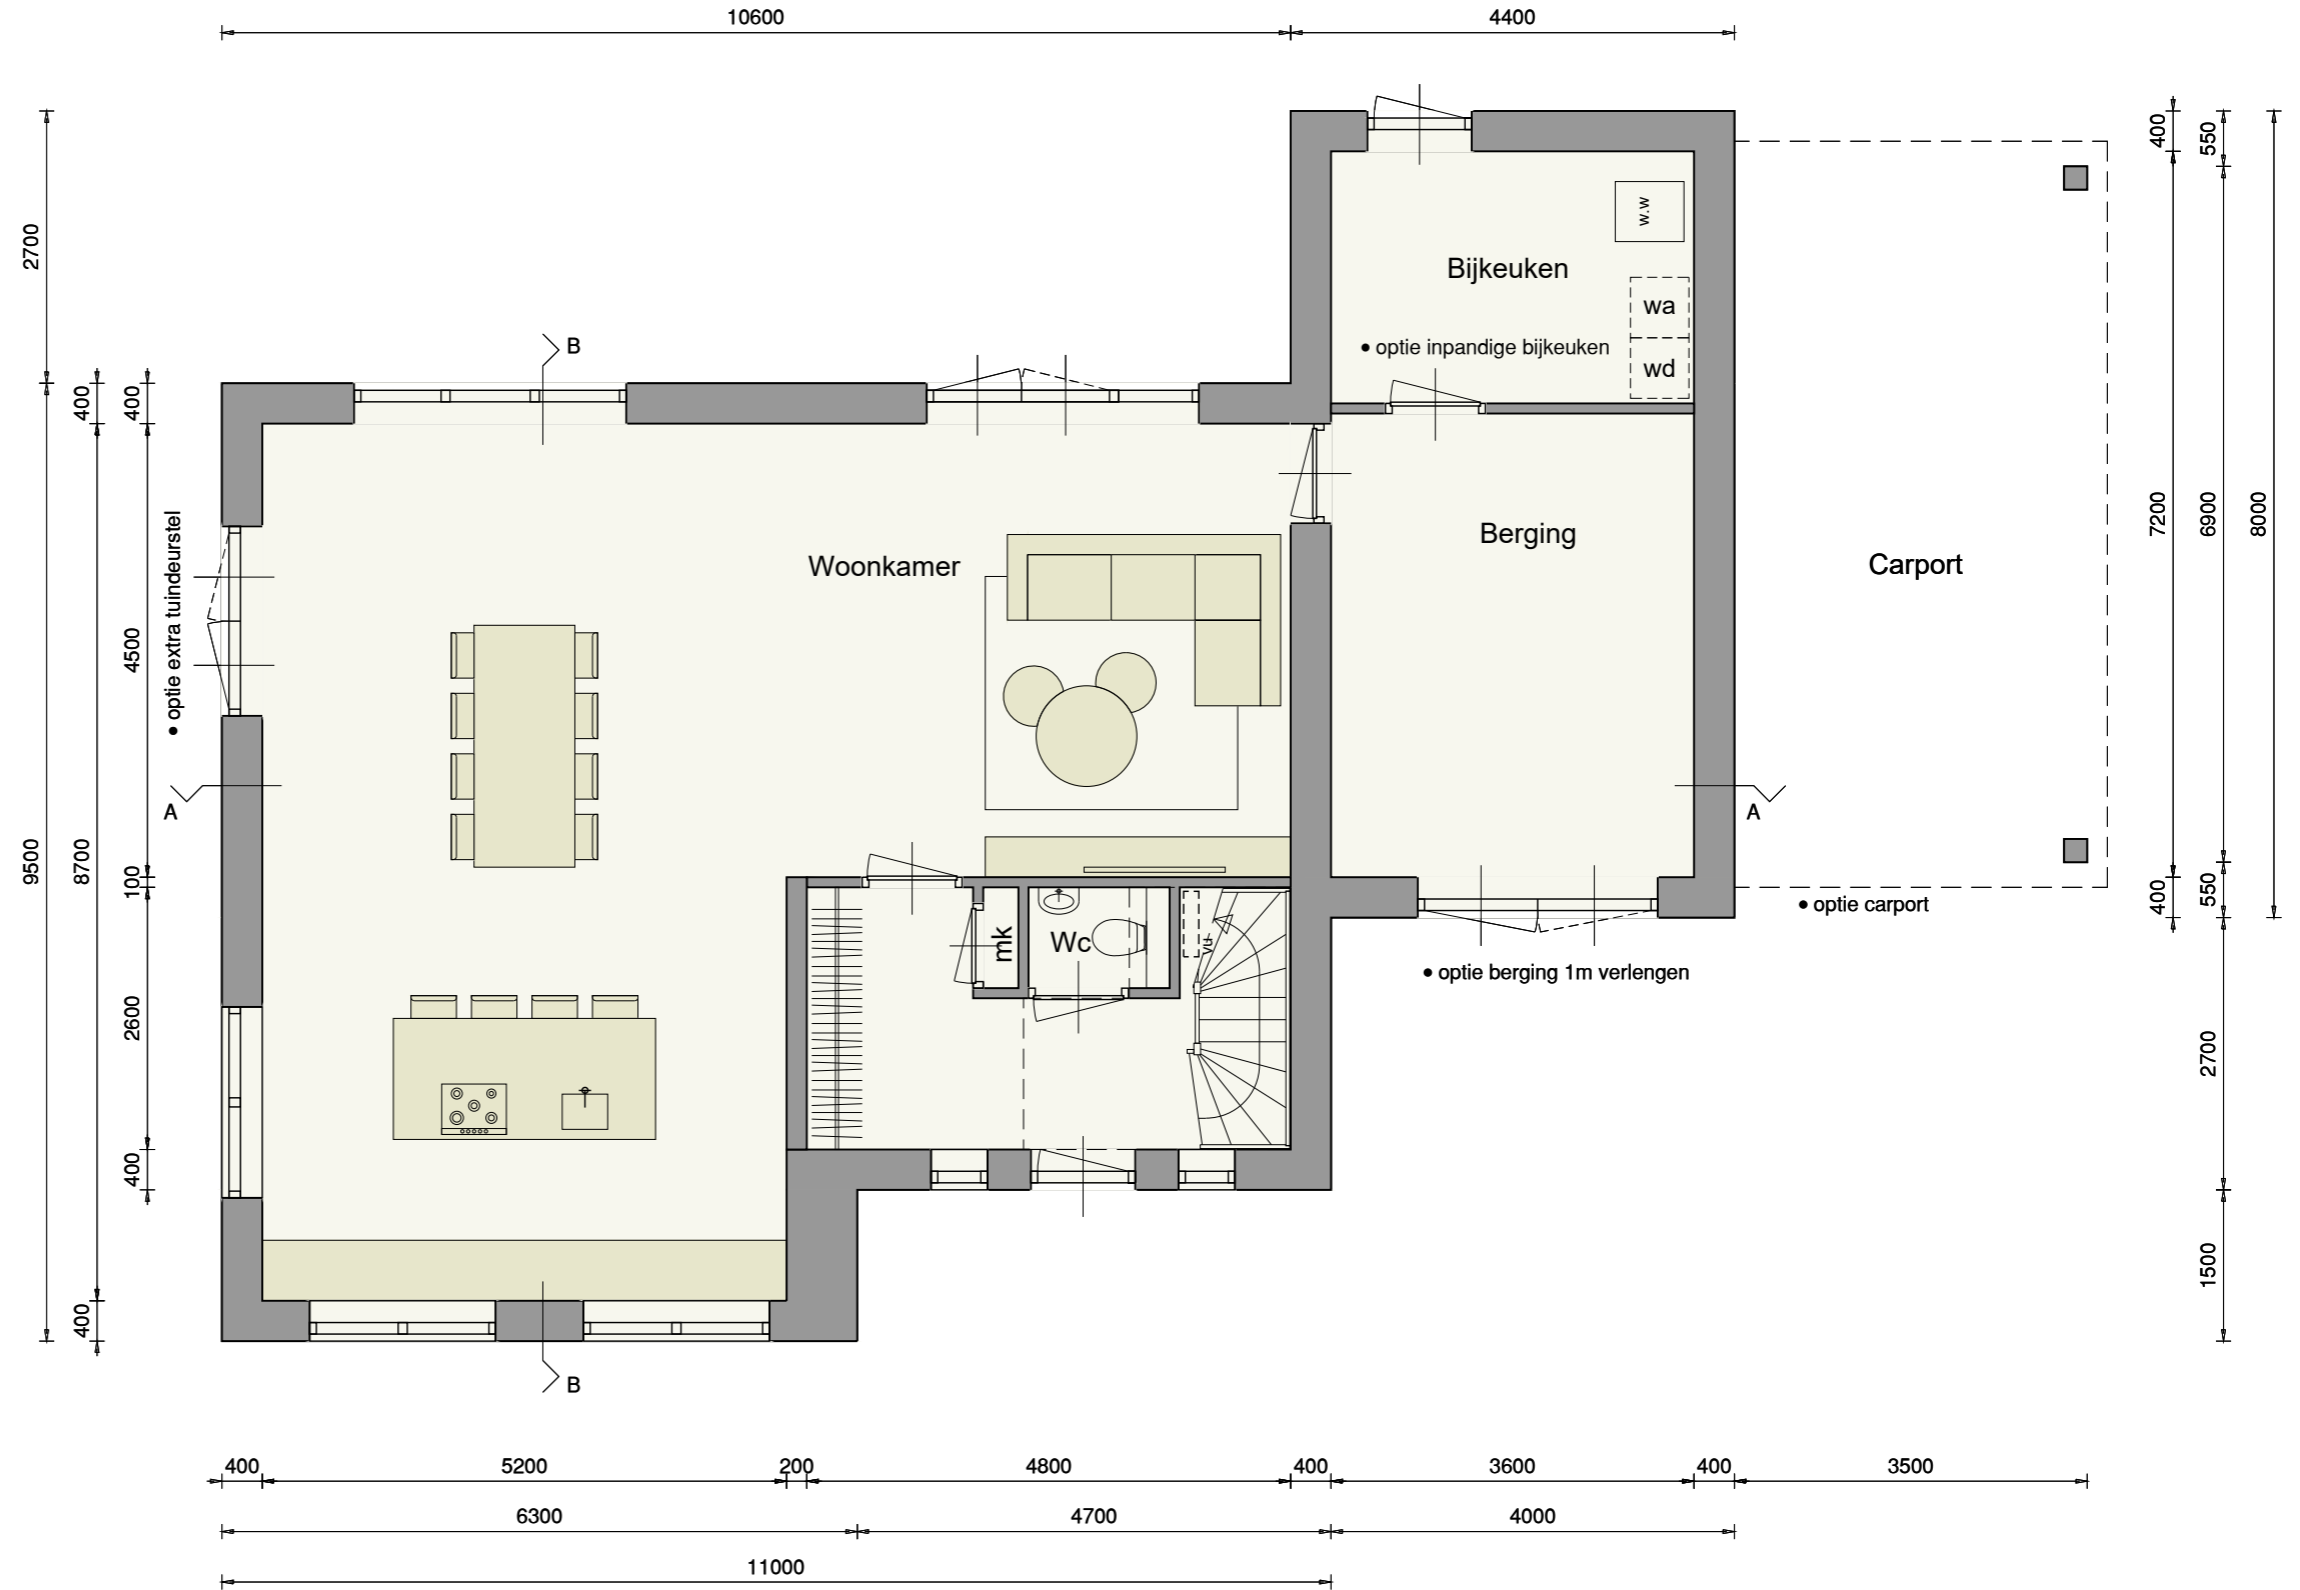 10600
4400
2700
400
400
9500
8700
4500
100
2600
400
400
B
• optie extra tuindeurstel
A
Woonkamer
Bijkeuken
w.w
wa
wd
• optie inpandige bijkeuken
Berging
Carport
A
400
550
7200
6900
8000
400
550
2700
1500
• optie carport
• optie berging 1m verlengen
mk
Wc
vu
B
400
5200
200
4800
400
3600
400
3500
6300
4700
4000
11000